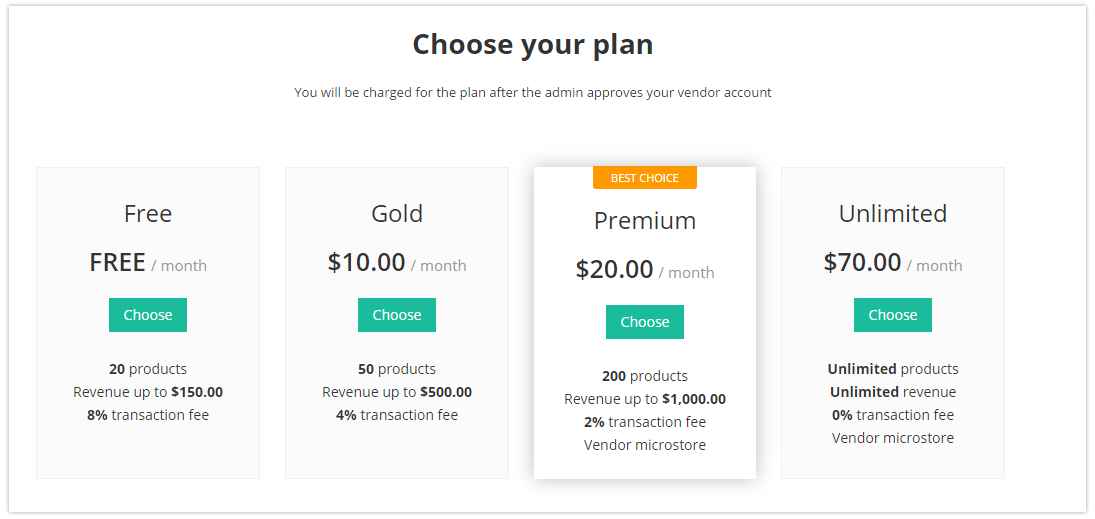 Choose your plan
You will be charged for the plan after the admin approves your vendor account
Free
FREE / month
Choose
20 products
Revenue up to $150.00
8% transaction fee
Gold
$10.00 / month
Choose
50 products
Revenue up to $500.00
4% transaction fee
BEST CHOICE
Premium
$20.00 / month
Choose
200 products
Revenue up to $1,000.00
2% transaction fee
Vendor microstore
Unlimited
$70.00 / month
Choose
Unlimited products
Unlimited revenue
0% transaction fee
Vendor microstore